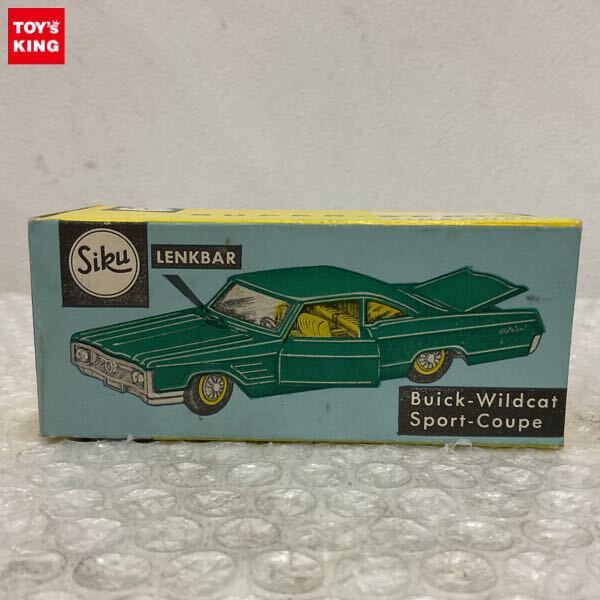 TOY'S
KING
Siku
LENKBAR
Buick-Wildcat
Sport-Coupe